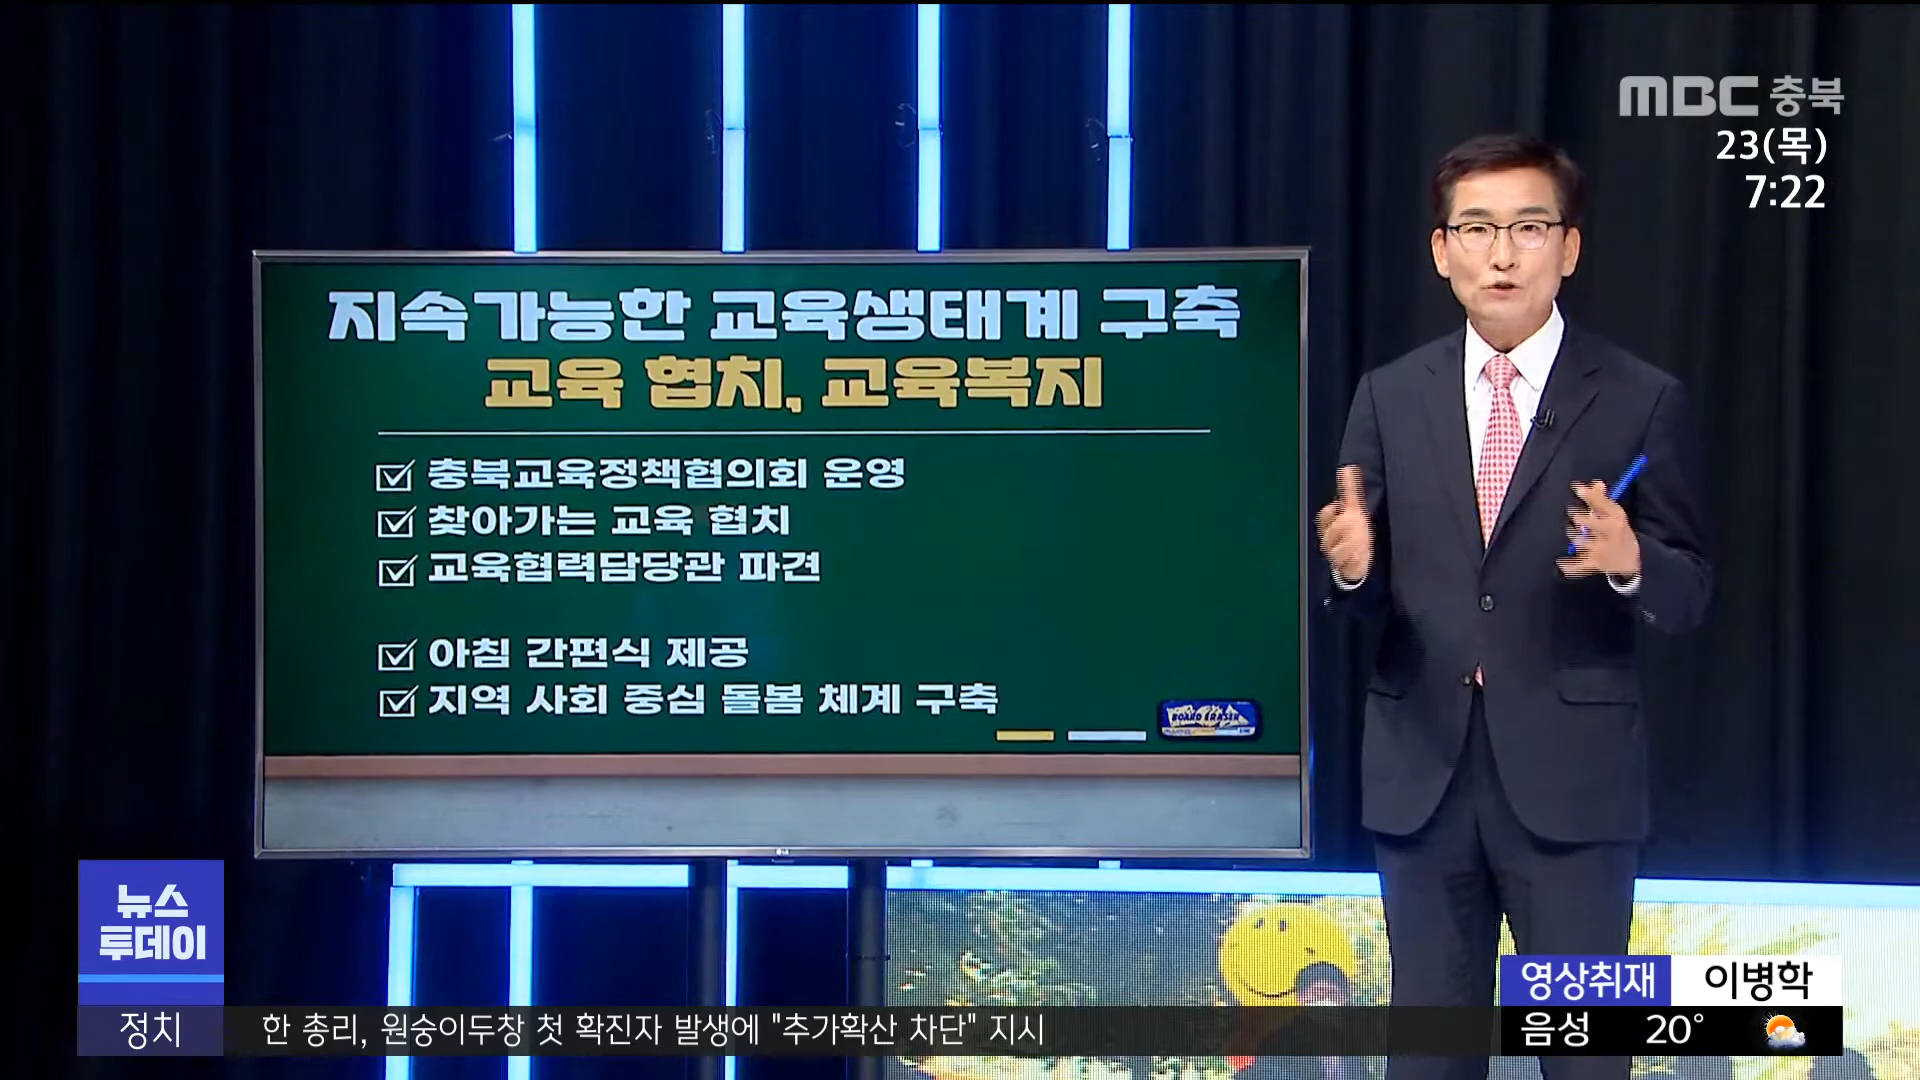 MBC 충북
23(목)
7:22
지속가능한 교육생태계 구축
교육 협치, 교육복지
충북교육정책협의회 운영
찾아가는 교육 협치
교육협력담당관 파견
아침 간편식 제공
지역 사회 중심 돌봄 체계 구축
BOARD ERASER
뉴스
투데이
영상취재 이병학
정치 한 총리, 원숭이두창 첫 확진자 발생에 "추가확산 차단" 지시
음성 20°